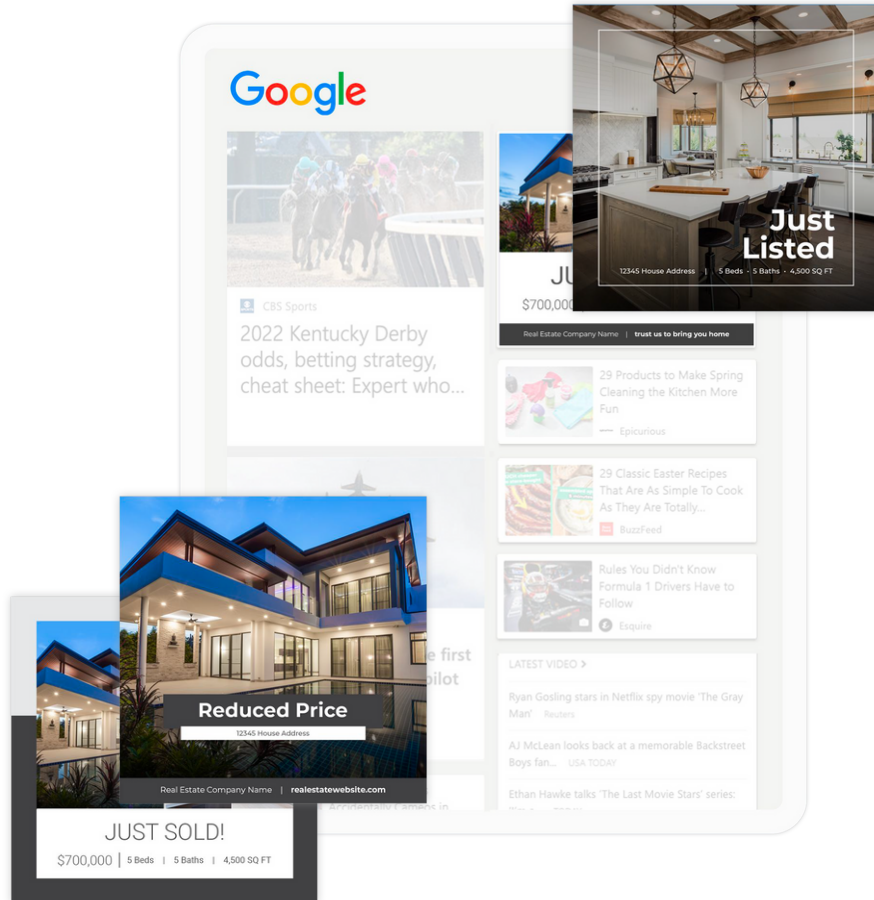 Google
Just
Listed
12345 House Address | 5 Beds • 5 Baths • 4,500 SQ FT
$700,000
Real Estate Company Name | trust us to bring you home
CBS Sports
2022 Kentucky Derby
odds, betting strategy,
cheat sheet: Expert who...
29 Products to Make Spring
Cleaning the Kitchen More
Fun
Epicurious
29 Classic Easter Recipes
That Are As Simple To Cook
As They Are Totally...
BuzzFeed
Rules You Didn't Know
Formula 1 Drivers Have to
Follow
Esquire
LATEST VIDEO >
Ryan Gosling stars in Netflix spy movie 'The Gray
Man' Reuters
AJ McLean looks back at a memorable Backstreet
Boys fan... USA TODAY
Ethan Hawke talks 'The Last Movie Stars' series:
e first
pilot
Accidentally Cameos in
Reduced Price
12345 House Address
Real Estate Company Name | realestatewebsite.com
JUST SOLD!
$700,000 | 5 Beds | 5 Baths | 4,500 SQ FT